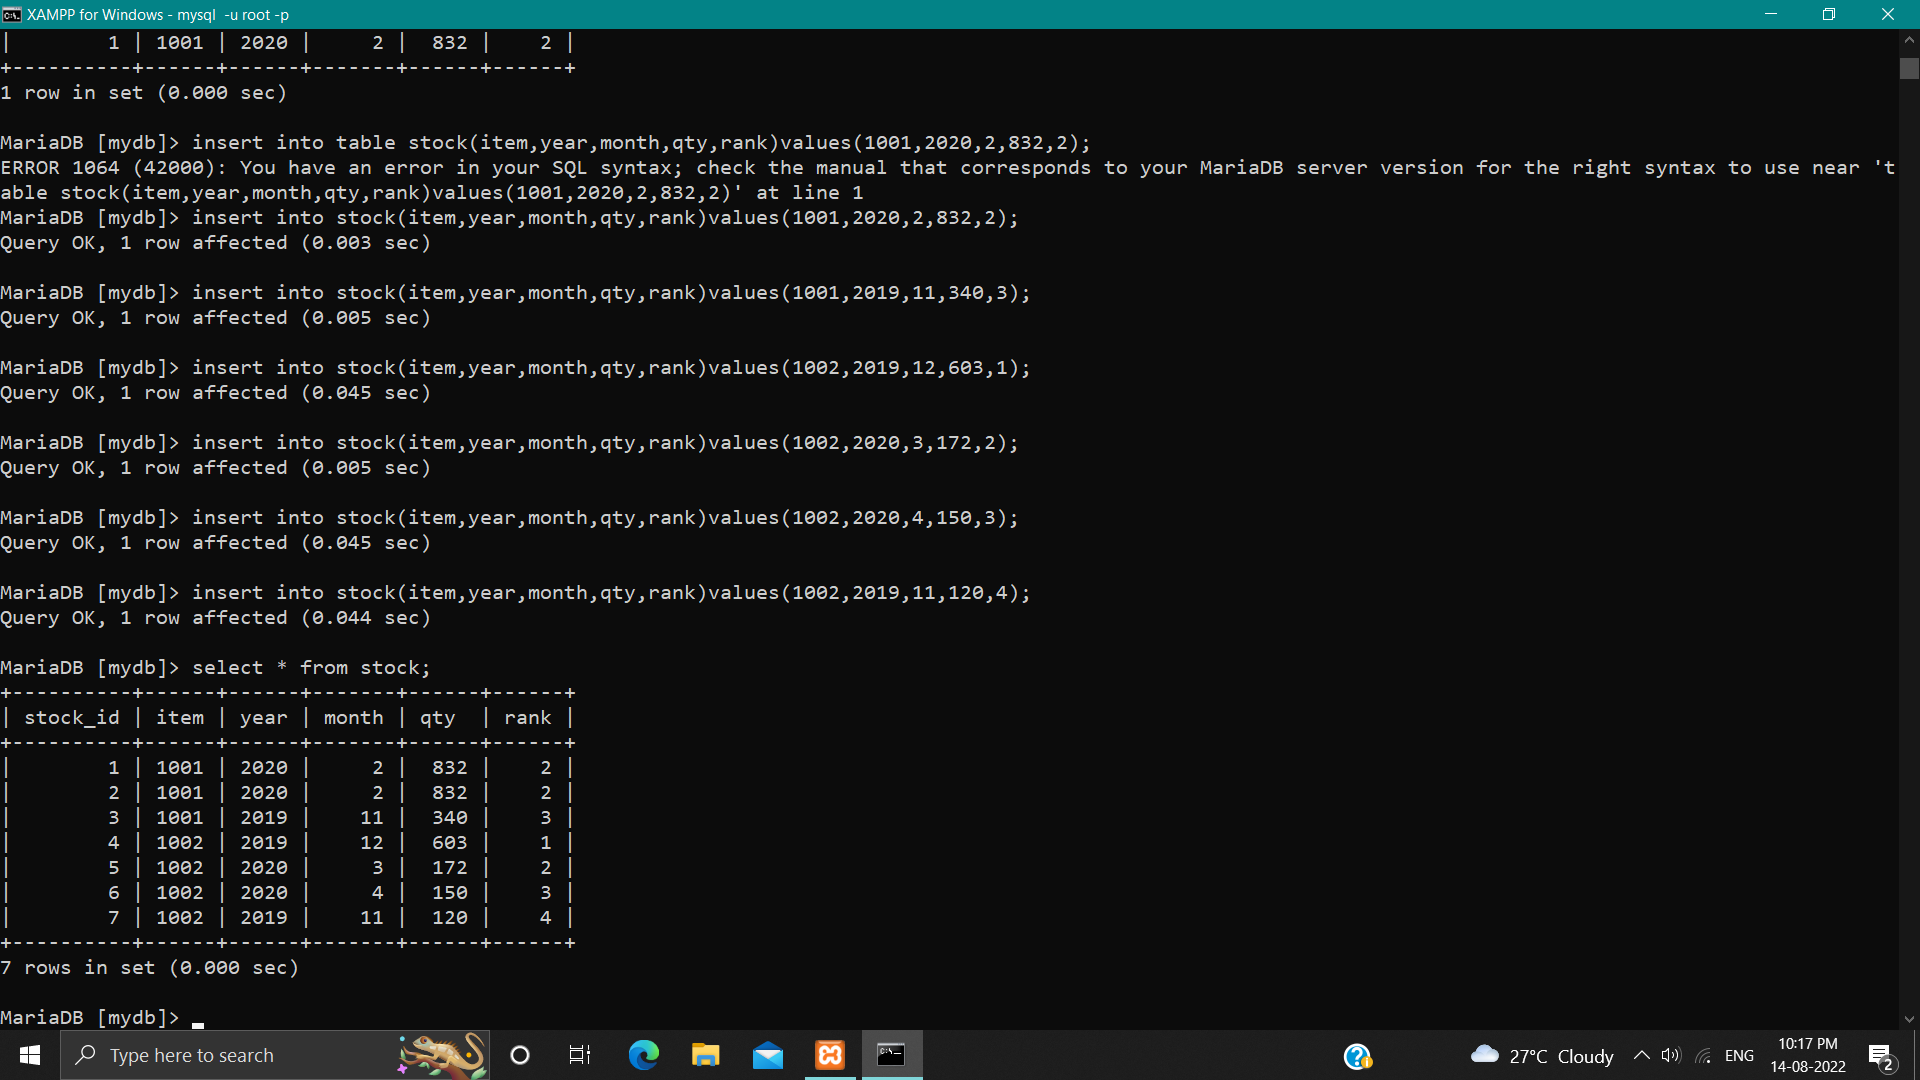 XAMPP for Windows - mysql  -u root -p
|        1 | 1001 | 2020 |     2 |  832 |    2 |
+----------+------+------+-------+------+------+
1 row in set (0.000 sec)
MariaDB [mydb]> insert into table stock(item,year,month,qty,rank)values(1001,2020,2,832,2);
ERROR 1064 (42000): You have an error in your SQL syntax; check the manual that corresponds to your MariaDB server version for the right syntax to use near 't
able stock(item,year,month,qty,rank)values(1001,2020,2,832,2)' at line 1
MariaDB [mydb]> insert into stock(item,year,month,qty,rank)values(1001,2020,2,832,2);
Query OK, 1 row affected (0.003 sec)
MariaDB [mydb]> insert into stock(item,year,month,qty,rank)values(1001,2019,11,340,3);
Query OK, 1 row affected (0.005 sec)
MariaDB [mydb]> insert into stock(item,year,month,qty,rank)values(1002,2019,12,603,1);
Query OK, 1 row affected (0.045 sec)
MariaDB [mydb]> insert into stock(item,year,month,qty,rank)values(1002,2020,3,172,2);
Query OK, 1 row affected (0.005 sec)
MariaDB [mydb]> insert into stock(item,year,month,qty,rank)values(1002,2020,4,150,3);
Query OK, 1 row affected (0.045 sec)
MariaDB [mydb]> insert into stock(item,year,month,qty,rank)values(1002,2019,11,120,4);
Query OK, 1 row affected (0.044 sec)
MariaDB [mydb]> select * from stock;
+----------+------+------+-------+------+------+
| stock_id | item | year | month | qty  | rank |
+----------+------+------+-------+------+------+
|        1 | 1001 | 2020 |     2 |  832 |    2 |
|        2 | 1001 | 2020 |     2 |  832 |    2 |
|        3 | 1001 | 2019 |    11 |  340 |    3 |
|        4 | 1002 | 2019 |    12 |  603 |    1 |
|        5 | 1002 | 2020 |     3 |  172 |    2 |
|        6 | 1002 | 2020 |     4 |  150 |    3 |
|        7 | 1002 | 2019 |    11 |  120 |    4 |
+----------+------+------+-------+------+------+
7 rows in set (0.000 sec)
MariaDB [mydb]>
Type here to search
27°C  Cloudy
ENG
10:17 PM
14-08-2022
2